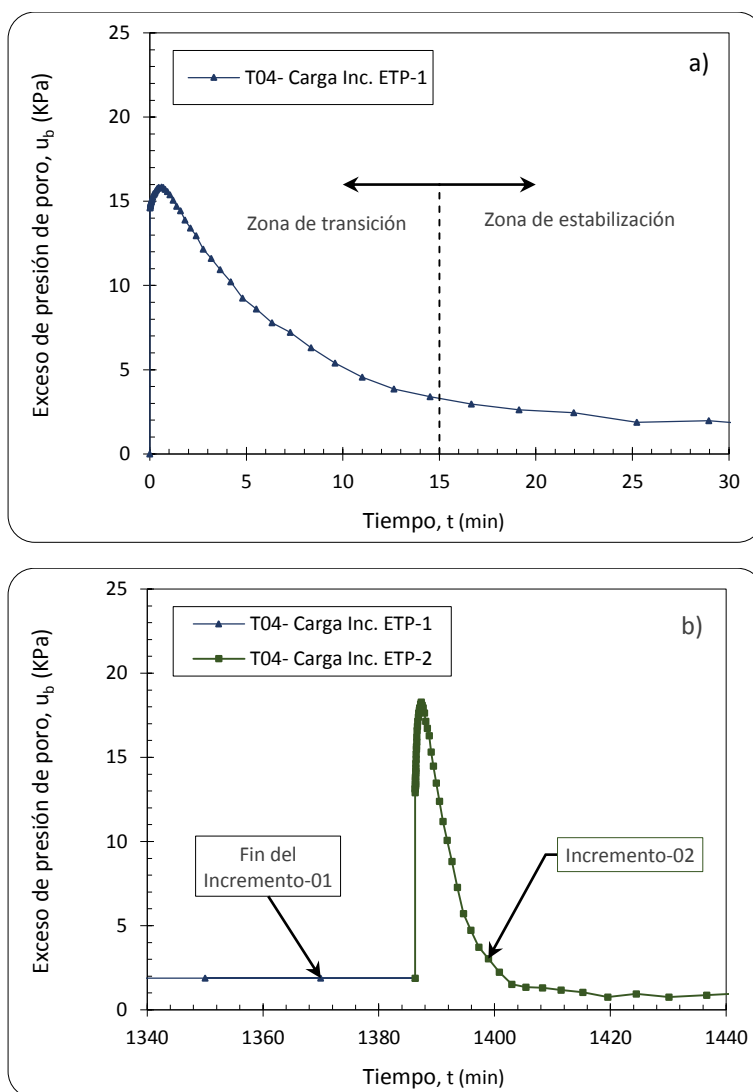 a)
T04- Carga Inc. ETP-1
Zona de transición
Zona de estabilización
Exceso de presión de poro, u_b (KPa)
25
20
15
10
5
0
0 5 10 15 20 25 30
Tiempo, t (min)
b)
T04- Carga Inc. ETP-1
T04- Carga Inc. ETP-2
Fin del
Incremento-01
Incremento-02
Exceso de presión de poro, u_b (KPa)
25
20
15
10
5
0
1340 1360 1380 1400 1420 1440
Tiempo, t (min)